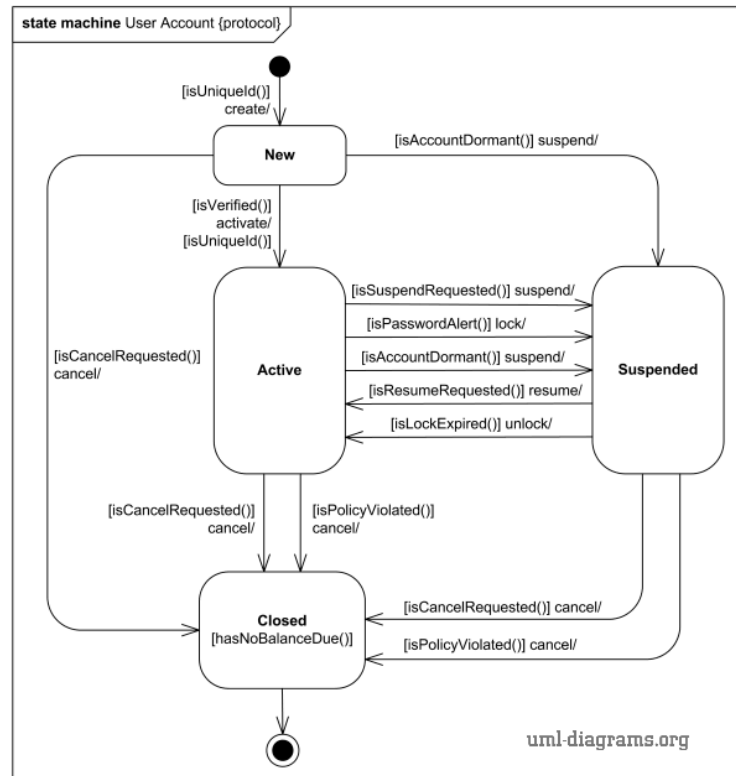 state machine User Account {protocol}
[isUniqueId()]
create/
New
[isAccountDormant()] suspend/
[isVerified()]
activate/
[isUniqueId()]
[isSuspendRequested()] suspend/
[isPasswordAlert()] lock/
[isCancelRequested()]
cancel/
Active
[isAccountDormant()] suspend/
Suspended
[isResumeRequested()] resume/
[isLockExpired()] unlock/
[isCancelRequested()]
cancel/
[isPolicyViolated()]
cancel/
Closed
[hasNoBalanceDue()]
[isCancelRequested()] cancel/
[isPolicyViolated()] cancel/
uml-diagrams.org